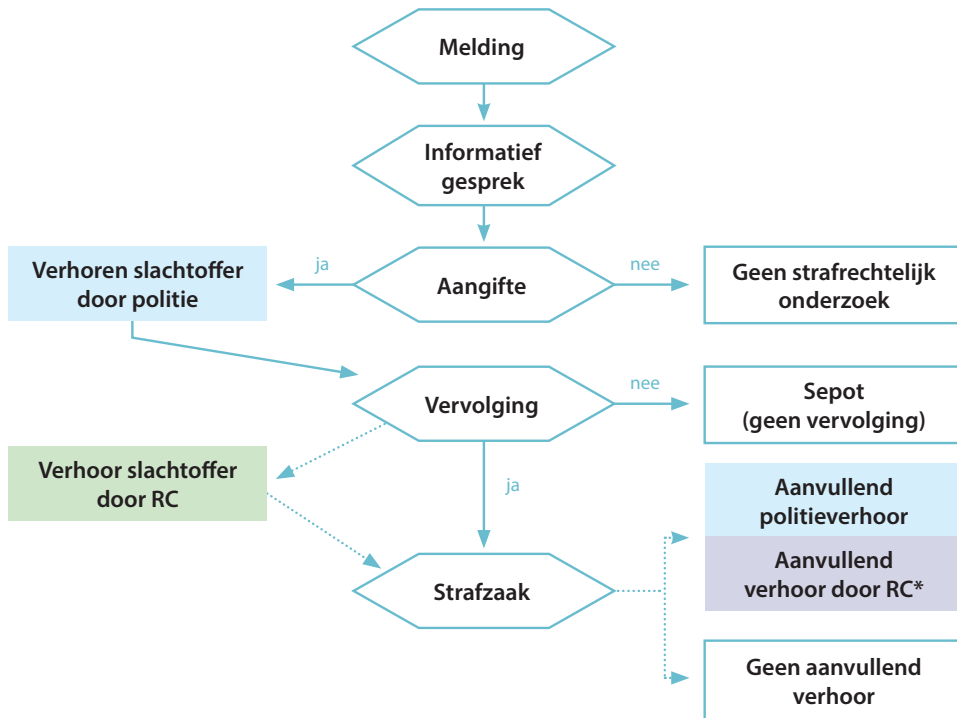 Melding
Informatief
gesprek
Verhoren slachtoffer
door politie
ja
Aangifte
nee
Geen strafrechtelijk
onderzoek
Vervolging
nee
Sepot
(geen vervolging)
Verhoor slachtoffer
door RC
ja
Aanvullend
politieverhoor
Aanvullend
verhoor door RC*
Strafzaak
Geen aanvullend
verhoor